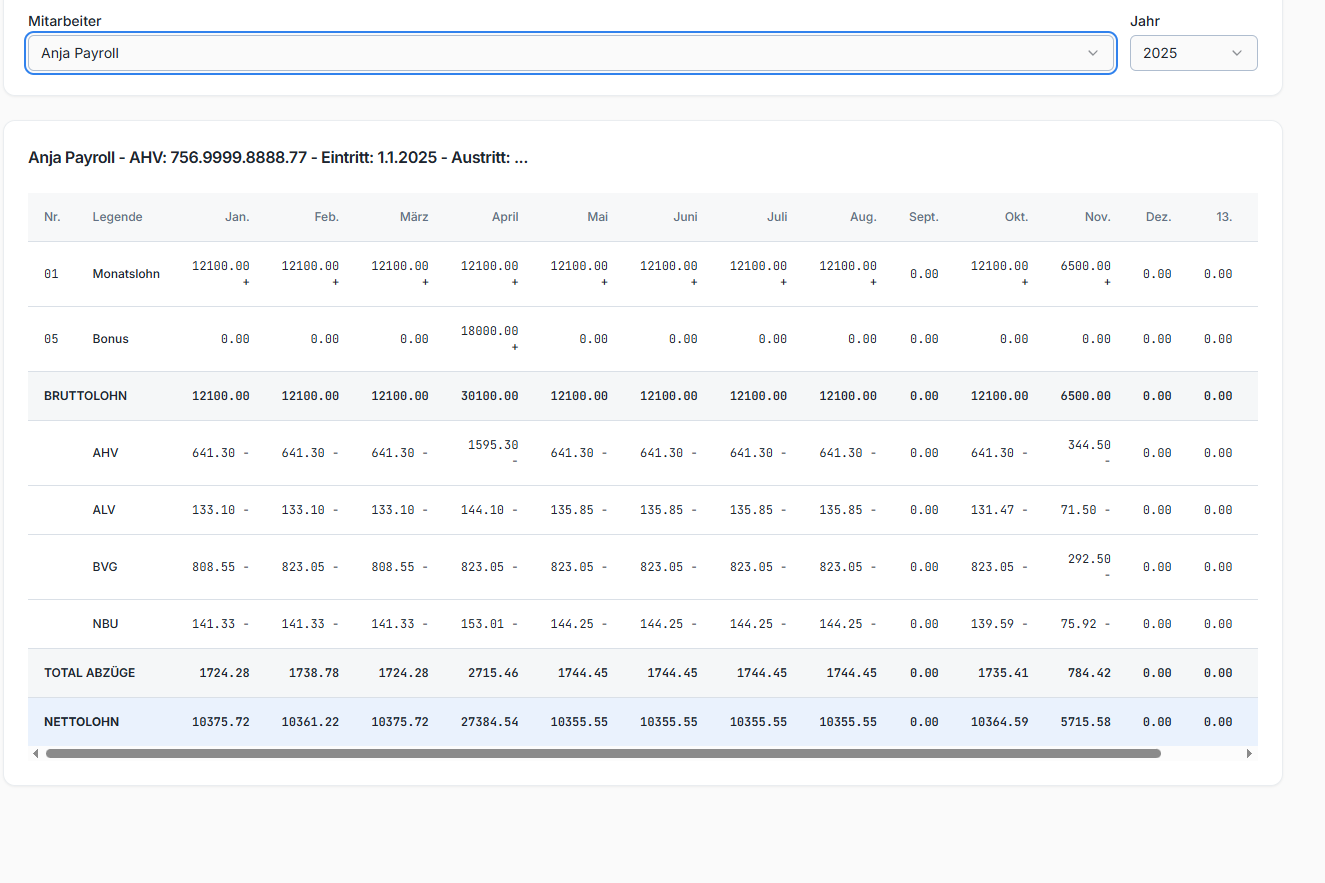 Mitarbeiter
Jahr
Anja Payroll
2025
Anja Payroll - AHV: 756.9999.8888.77 - Eintritt: 1.1.2025 - Austritt: ...
Nr. Legende Jan. Feb. März April Mai Juni Juli Aug. Sept. Okt. Nov. Dez. 13.
01 Monatslohn 12100.00 + 12100.00 + 12100.00 + 12100.00 + 12100.00 + 12100.00 + 12100.00 + 12100.00 + 0.00 12100.00 + 6500.00 + 0.00 0.00
05 Bonus 0.00 0.00 0.00 18000.00 + 0.00 0.00 0.00 0.00 0.00 0.00 0.00 0.00 0.00
BRUTTOLOHN 12100.00 12100.00 12100.00 30100.00 12100.00 12100.00 12100.00 12100.00 0.00 12100.00 6500.00 0.00 0.00
AHV 641.30 - 641.30 - 641.30 - 1595.30 - 641.30 - 641.30 - 641.30 - 641.30 - 0.00 641.30 - 344.50 - 0.00 0.00
ALV 133.10 - 133.10 - 133.10 - 144.10 - 135.85 - 135.85 - 135.85 - 135.85 - 0.00 131.47 - 71.50 - 0.00 0.00
BVG 808.55 - 823.05 - 808.55 - 823.05 - 823.05 - 823.05 - 823.05 - 823.05 - 0.00 823.05 - 292.50 - 0.00 0.00
NBU 141.33 - 141.33 - 141.33 - 153.01 - 144.25 - 144.25 - 144.25 - 144.25 - 0.00 139.59 - 75.92 - 0.00 0.00
TOTAL ABZÜGE 1724.28 1738.78 1724.28 2715.46 1744.45 1744.45 1744.45 1744.45 0.00 1735.41 784.42 0.00 0.00
NETTOLOHN 10375.72 10361.22 10375.72 27384.54 10355.55 10355.55 10355.55 10355.55 0.00 10364.59 5715.58 0.00 0.00